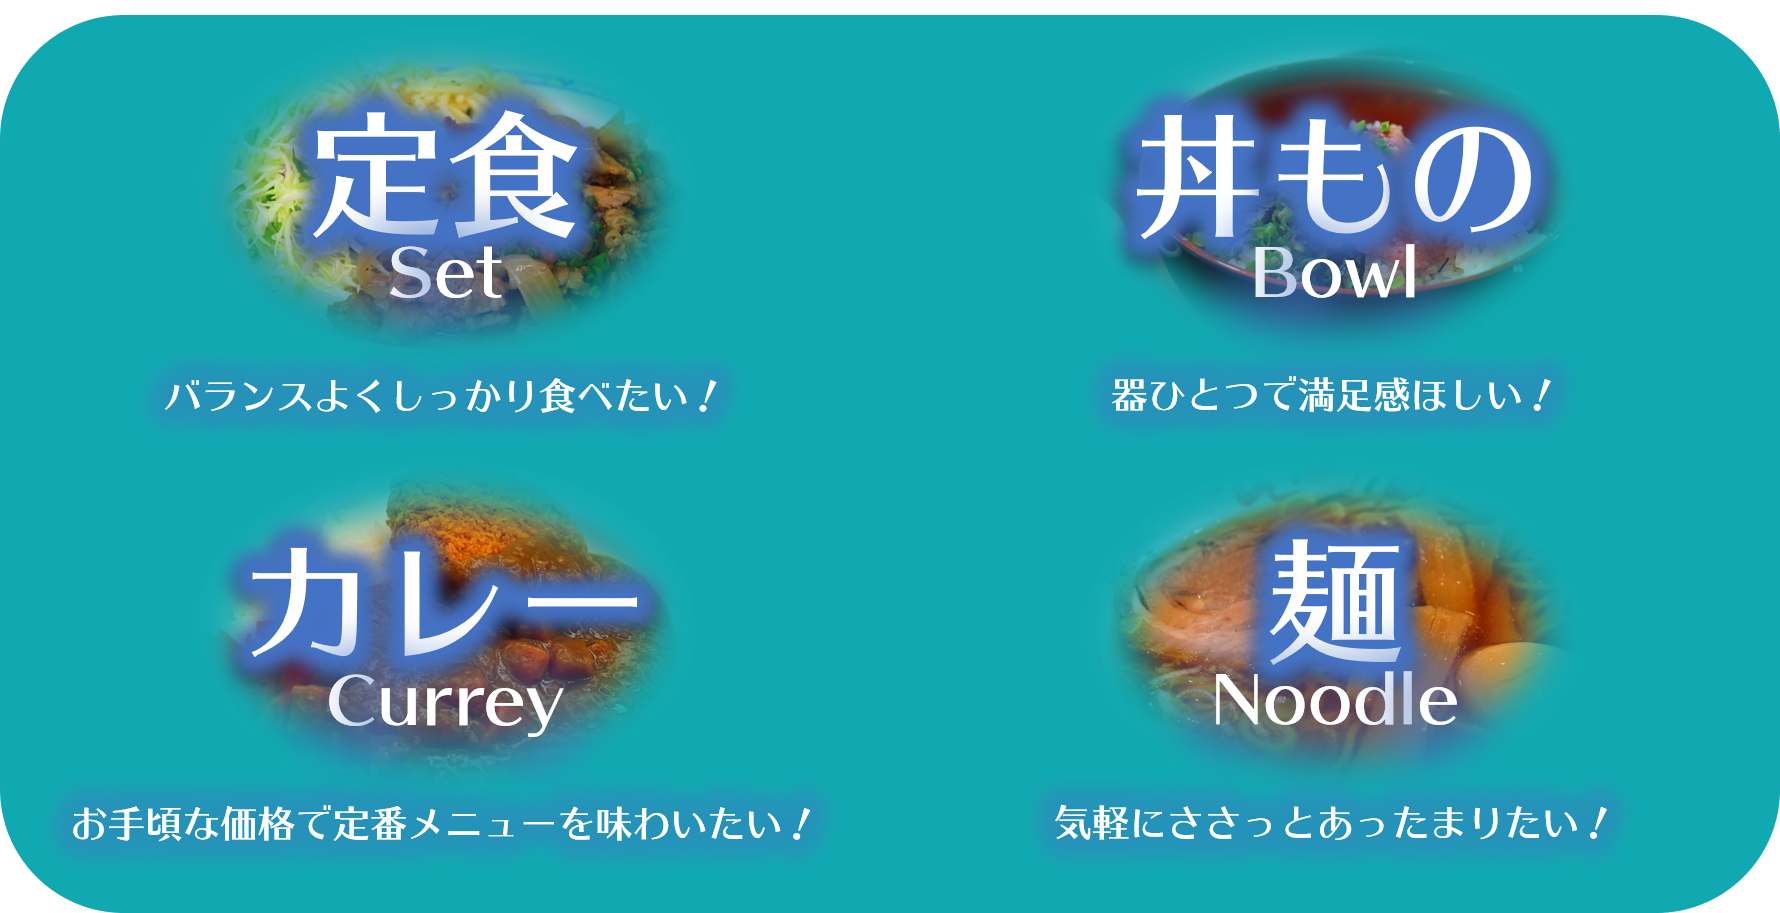 定食
Set
バランスよくしっかり食べたい！
丼もの
Bowl
器ひとつで満足感ほしい！
カレー
Currey
お手頃な価格で定番メニューを味わいたい！
麺
Noodle
気軽にささっとあったまりたい！